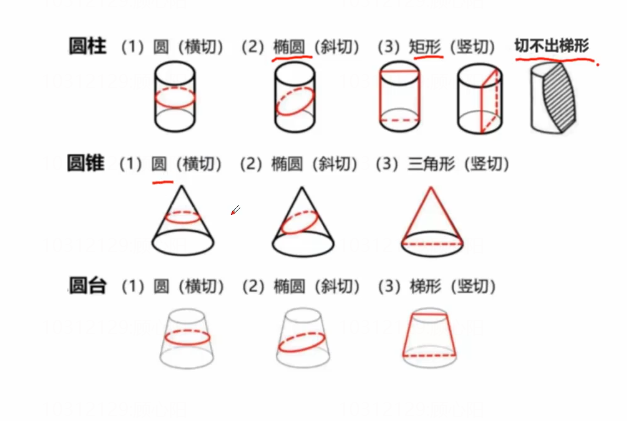 圆柱 （1）圆（横切） （2）椭圆（斜切） （3）矩形（竖切） 切不出梯形
圆锥 （1）圆（横切） （2）椭圆（斜切） （3）三角形（竖切）
圆台 （1）圆（横切） （2）椭圆（斜切） （3）梯形（竖切）